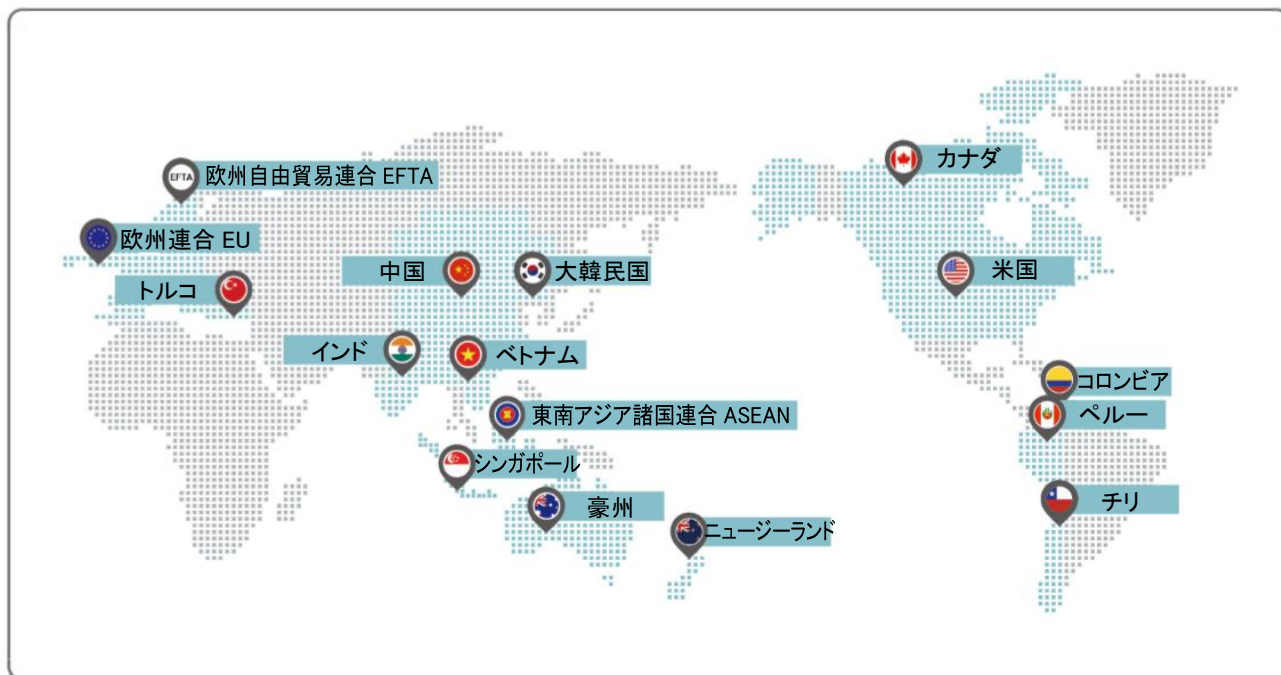 カナダ
EFTA 欧州自由貿易連合 EFTA
欧州連合 EU
中国
大韓民国
米国
トルコ
インド
ベトナム
コロンビア
東南アジア諸国連合 ASEAN
ペルー
シンガポール
豪州
チリ
ニュージーランド